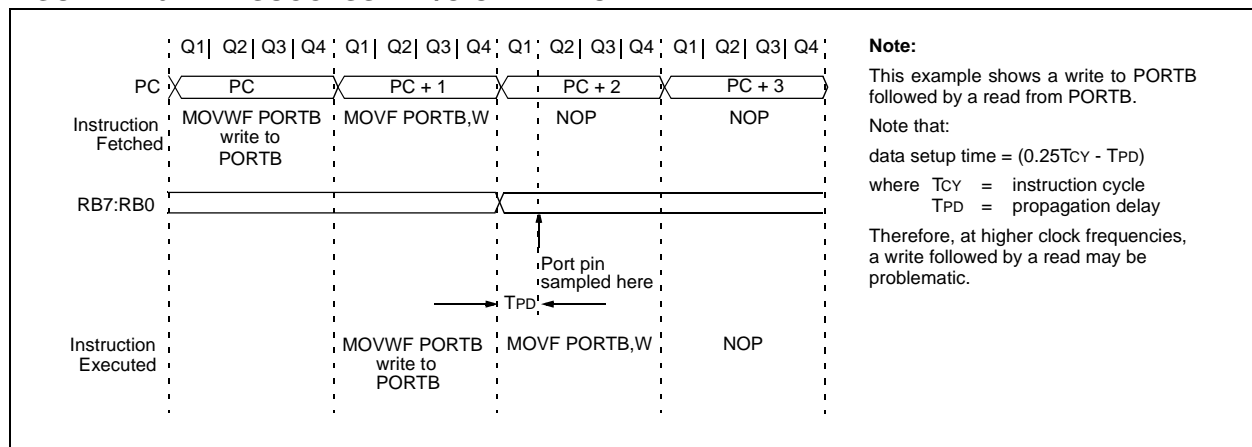 Q1| Q2| Q3| Q4 Q1| Q2| Q3| Q4 Q1 Q2| Q3| Q4 Q1| Q2| Q3| Q4
PC PC PC + 1 PC + 2 PC + 3
Instruction Fetched
MOVWF PORTB
write to
PORTB
MOVF PORTB,W
NOP
NOP
RB7:RB0
Port pin
sampled here
TPD
Instruction
Executed
MOVWF PORTB
write to
PORTB
MOVF PORTB,W
NOP
Note:
This example shows a write to PORTB
followed by a read from PORTB.
Note that:
data setup time = (0.25TCY - TPD)
where TCY = instruction cycle
TPD = propagation delay
Therefore, at higher clock frequencies,
a write followed by a read may be
problematic.